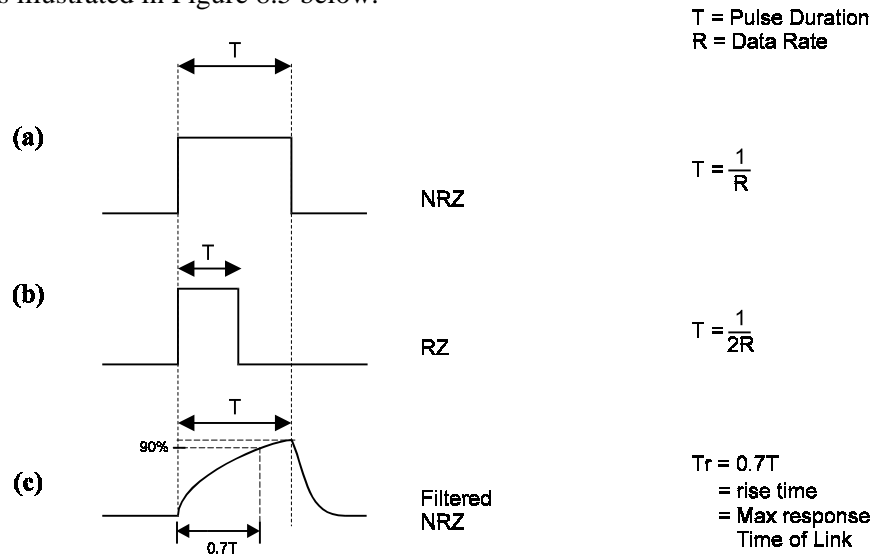 s illustrated in Figure 8.5 below.
T = Pulse Duration
R = Data Rate
T
(a)
NRZ
T = 1/R
T
(b)
RZ
T = 1/2R
T
90%
(c)
Filtered
NRZ
0.7T
Tr = 0.7T
= rise time
= Max response
Time of Link